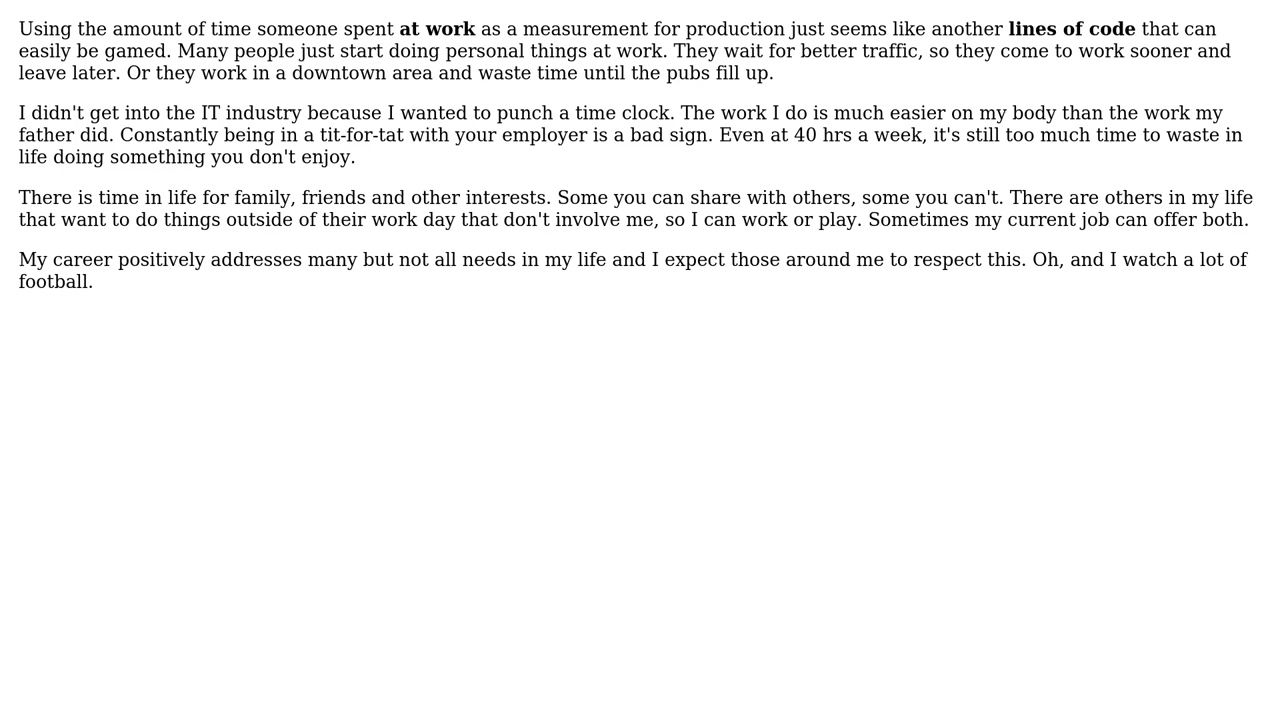 Using the amount of time someone spent at work as a measurement for production just seems like another lines of code that can
easily be gamed. Many people just start doing personal things at work. They wait for better traffic, so they come to work sooner and
leave later. Or they work in a downtown area and waste time until the pubs fill up.
I didn't get into the IT industry because I wanted to punch a time clock. The work I do is much easier on my body than the work my
father did. Constantly being in a tit-for-tat with your employer is a bad sign. Even at 40 hrs a week, it's still too much time to waste in
life doing something you don't enjoy.
There is time in life for family, friends and other interests. Some you can share with others, some you can't. There are others in my life
that want to do things outside of their work day that don't involve me, so I can work or play. Sometimes my current job can offer both.
My career positively addresses many but not all needs in my life and I expect those around me to respect this. Oh, and I watch a lot of
football.